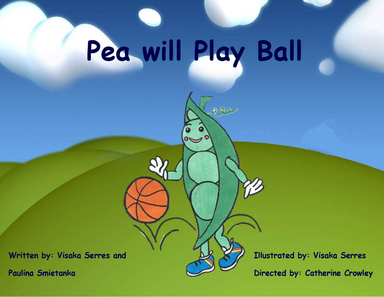 Pea will Play Ball
Written by: Visaka Serres and
Paulina Smietanka
Illustrated by: Visaka Serres
Directed by: Catherine Crowley